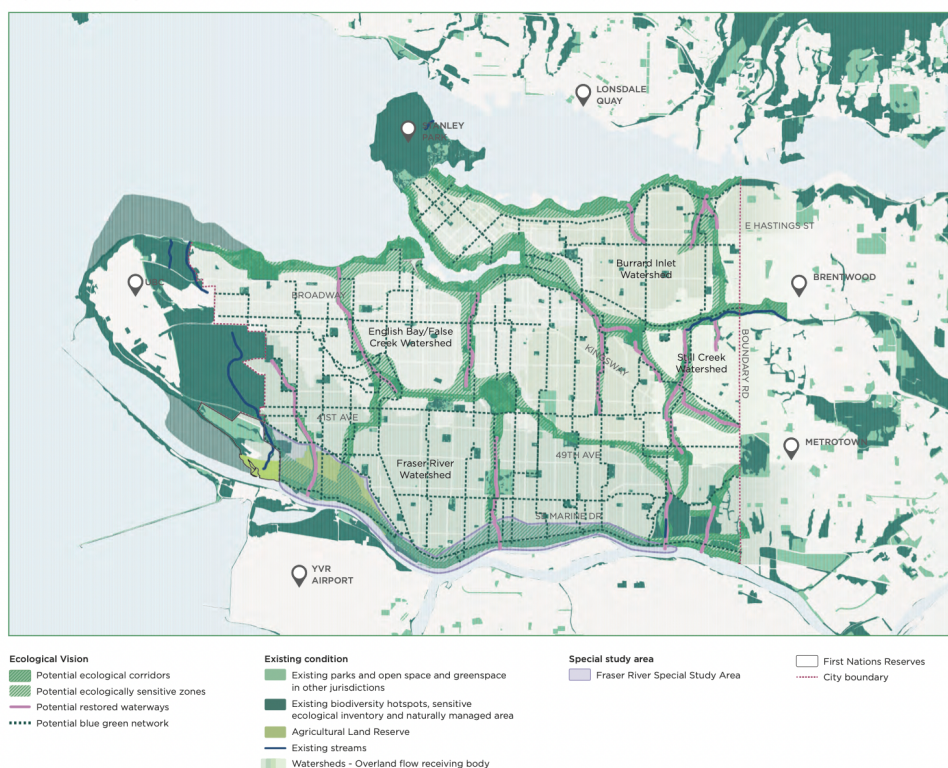 LONSDALE
QUAY
STANLEY
PARK
E HASTINGS ST
Burrard Inlet
Watershed
BRENTWOOD
UBC
BROADWAY
English Bay/False
Creek Watershed
KINGSWAY
Still Creek
Watershed
BOUNDARY RD
41ST AVE
METROTOWN
49TH AVE
Fraser River
Watershed
SE MARINE DR
YVR
AIRPORT
Ecological Vision
Potential ecological corridors
Potential ecologically sensitive zones
Potential restored waterways
Potential blue green network
Existing condition
Existing parks and open space and greenspace
in other jurisdictions
Existing biodiversity hotspots, sensitive
ecological inventory and naturally managed area
Agricultural Land Reserve
Existing streams
Watersheds - Overland flow receiving body
Special study area
Fraser River Special Study Area
First Nations Reserves
City boundary